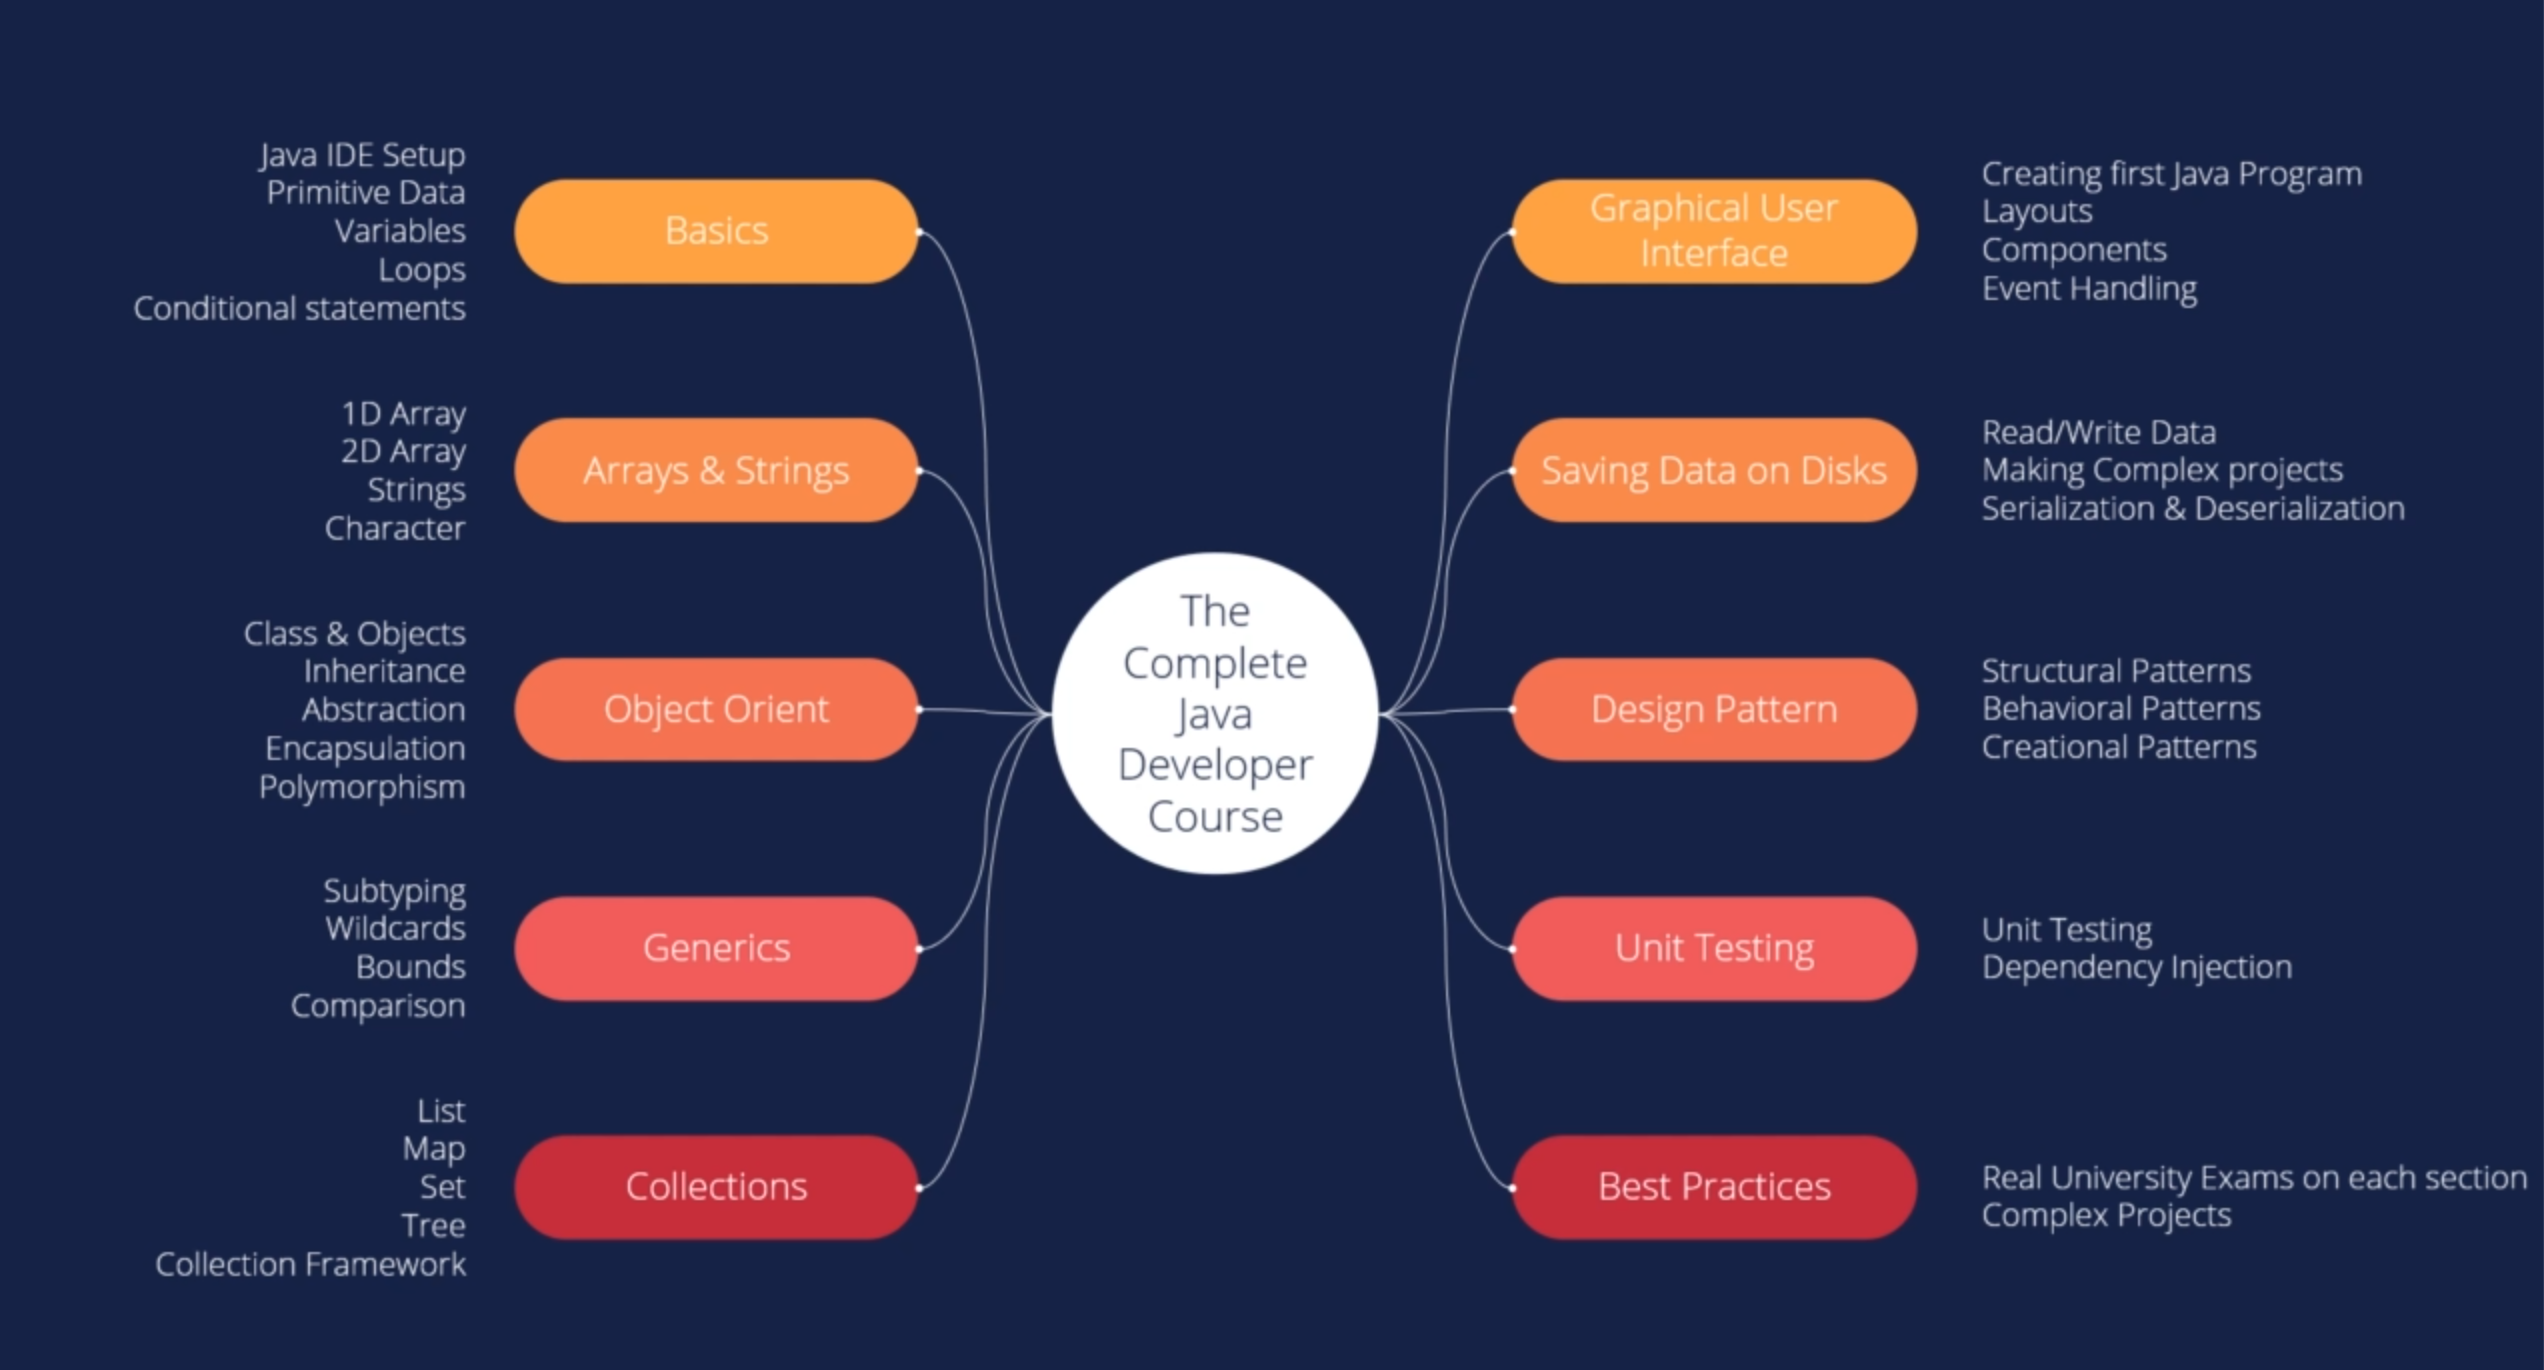 Java IDE Setup
Primitive Data
Variables
Loops
Conditional statements
Basics
1D Array
2D Array
Strings
Character
Arrays & Strings
Class & Objects
Inheritance
Abstraction
Encapsulation
Polymorphism
Object Orient
Subtyping
Wildcards
Bounds
Comparison
Generics
List
Map
Set
Tree
Collection Framework
Collections
The
Complete
Java
Developer
Course
Graphical User
Interface
Creating first Java Program
Layouts
Components
Event Handling
Saving Data on Disks
Read/Write Data
Making Complex projects
Serialization & Deserialization
Design Pattern
Structural Patterns
Behavioral Patterns
Creational Patterns
Unit Testing
Unit Testing
Dependency Injection
Best Practices
Real University Exams on each section
Complex Projects